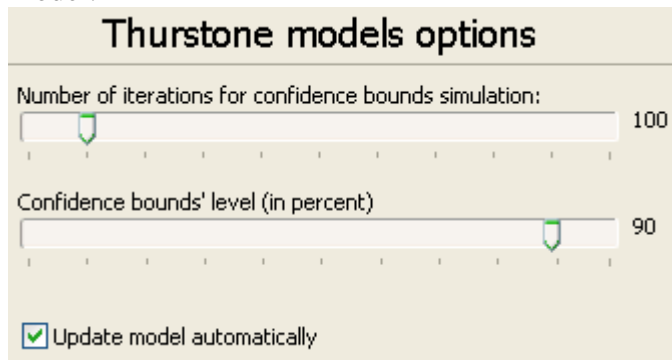 Thurstone models options
Number of iterations for confidence bounds simulation:
100
Confidence bounds' level (in percent)
90
Update model automatically